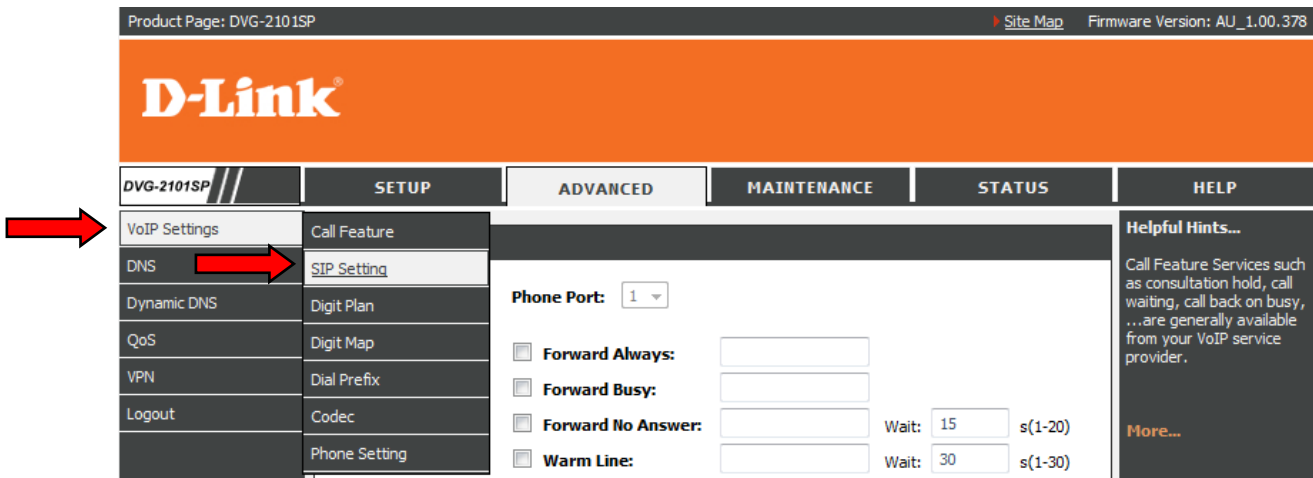 Product Page: DVG-2101SP Site Map Firmware Version: AU_1.00.378
D-Link®
DVG-2101SP SETUP ADVANCED MAINTENANCE STATUS HELP
VoIP Settings
DNS
Dynamic DNS
QoS
VPN
Logout
Call Feature
SIP Setting
Digit Plan
Digit Map
Dial Prefix
Codec
Phone Setting
Phone Port: 1
Forward Always:
Forward Busy:
Forward No Answer: Wait: 15 s(1-20)
Warm Line: Wait: 30 s(1-30)
Helpful Hints...
Call Feature Services such
as consultation hold, call
waiting, call back on busy,
...are generally available
from your VoIP service
provider.
More...